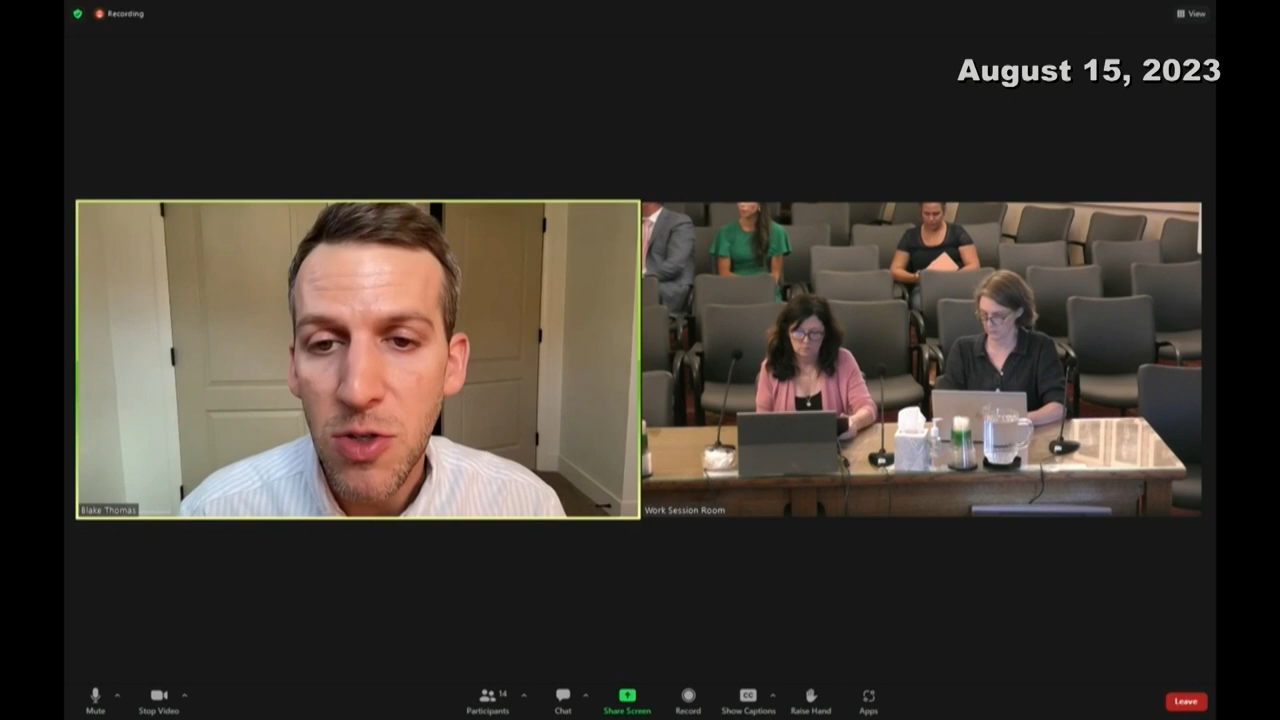 Recording
View
August 15, 2023
Blake Thomas
Work Session Room
14
Mute
Stop Video
Participants
Chat
Share Screen
Record
CC
Show Captions
Raise Hand
Apps
Leave